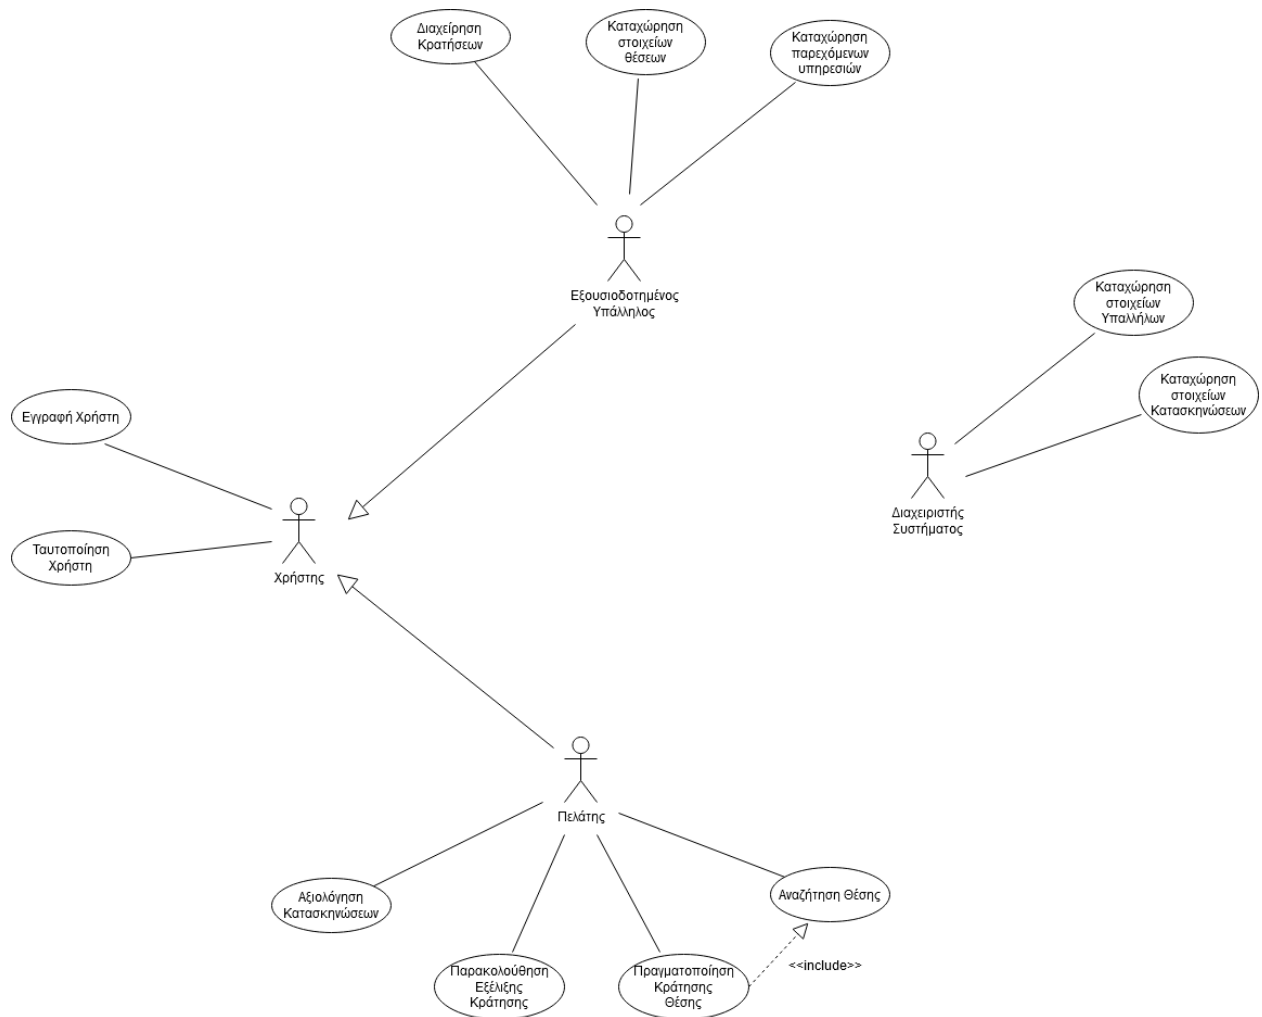 Διαχείρηση
Κρατήσεων
Καταχώρηση
στοιχείων
θέσεων
Καταχώρηση
παρεχόμενων
υπηρεσιών
Εξουσιοδοτημένος
Υπάλληλος
Καταχώρηση
στοιχείων
Υπαλλήλων
Καταχώρηση
στοιχείων
Κατασκηνώσεων
Εγγραφή Χρήστη
Διαχειριστής
Συστήματος
Ταυτοποίηση
Χρήστη
Χρήστης
Πελάτης
Αξιολόγηση
Κατασκηνώσεων
Αναζήτηση Θέσης
Παρακολούθηση
Εξέλιξης
Κράτησης
Πραγματοποίηση
Κράτησης
Θέσης
<<include>>